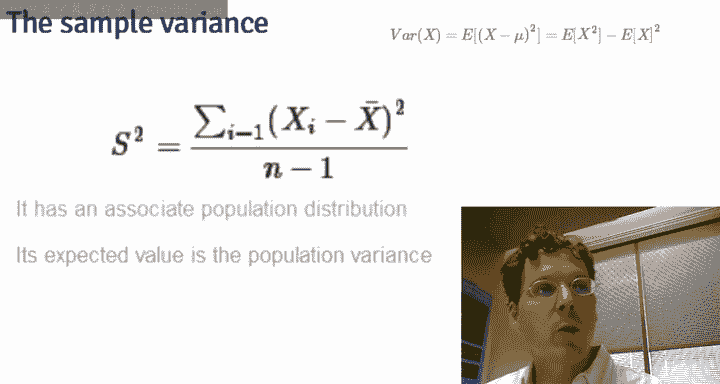 The sample variance
Var(X) = E[(X − μ)²] = E[X²] − E[X]²
S² = ∑ᵢ₋₁(Xᵢ − X̄)² / n − 1
It has an associate population distribution
Its expected value is the population variance